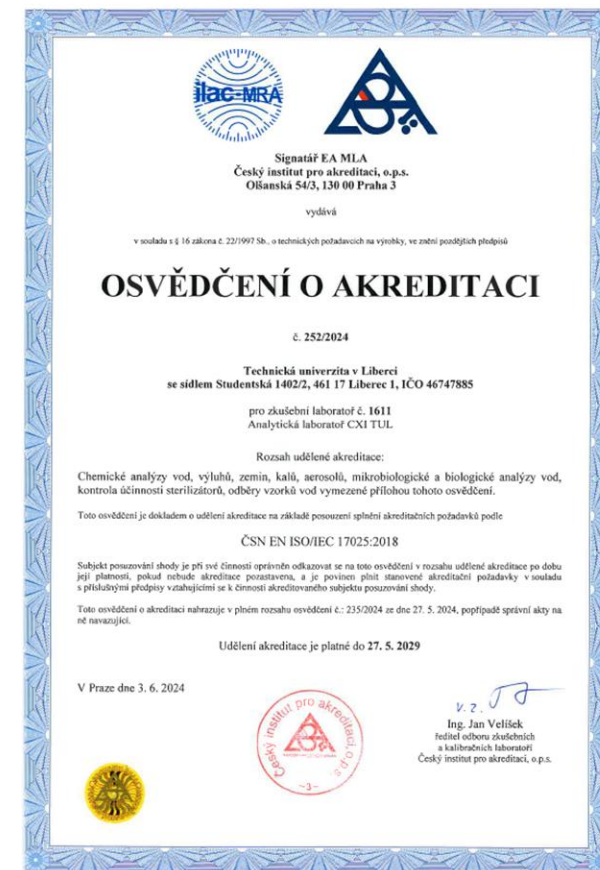 ilac-MRA
Signatář EA MLA
Český institut pro akreditaci, o.p.s.
Olšanská 54/3, 130 00 Praha 3
vydává
v souladu s § 16 zákona č. 22/1997 Sb., o technických požadavcích na výrobky, ve znění pozdějších předpisů
OSVĚDČENÍ O AKREDITACI
č. 252/2024
Technická univerzita v Liberci
se sídlem Studentská 1402/2, 461 17 Liberec 1, IČO 46747885
pro zkušební laboratoř č. 1611
Analytická laboratoř CXI TUL
Rozsah udělené akreditace:
Chemické analýzy vod, výluhů, zemin, kalů, aerosolů, mikrobiologické a biologické analýzy vod,
kontrola účinnosti sterilizátorů, odběry vzorků vod vymezené přílohou tohoto osvědčení.
Toto osvědčení je dokladem o udělení akreditace na základě posouzení splnění akreditačních požadavků podle
ČSN EN ISO/IEC 17025:2018
Subjekt posuzování shody je při své činnosti oprávněn odkazovat se na toto osvědčení v rozsahu udělené akreditace po dobu
její platnosti, pokud nebude akreditace pozastavena, a je povinen plnit stanovené akreditační požadavky v souladu
s příslušnými předpisy vztahujícími se k činnosti akreditovaného subjektu posuzování shody.
Toto osvědčení o akreditaci nahrazuje v plném rozsahu osvědčení č.: 235/2024 ze dne 27. 5. 2024, popřípadě správní akty na
ně navazující.
Udělení akreditace je platné do 27. 5. 2029
V Praze dne 3. 6. 2024
Český institut pro akreditaci, o.p.s.
-3-
v. z.
Ing. Jan Velíšek
ředitel odboru zkušebních
a kalibračních laboratoří
Český institut pro akreditaci, o.p.s.